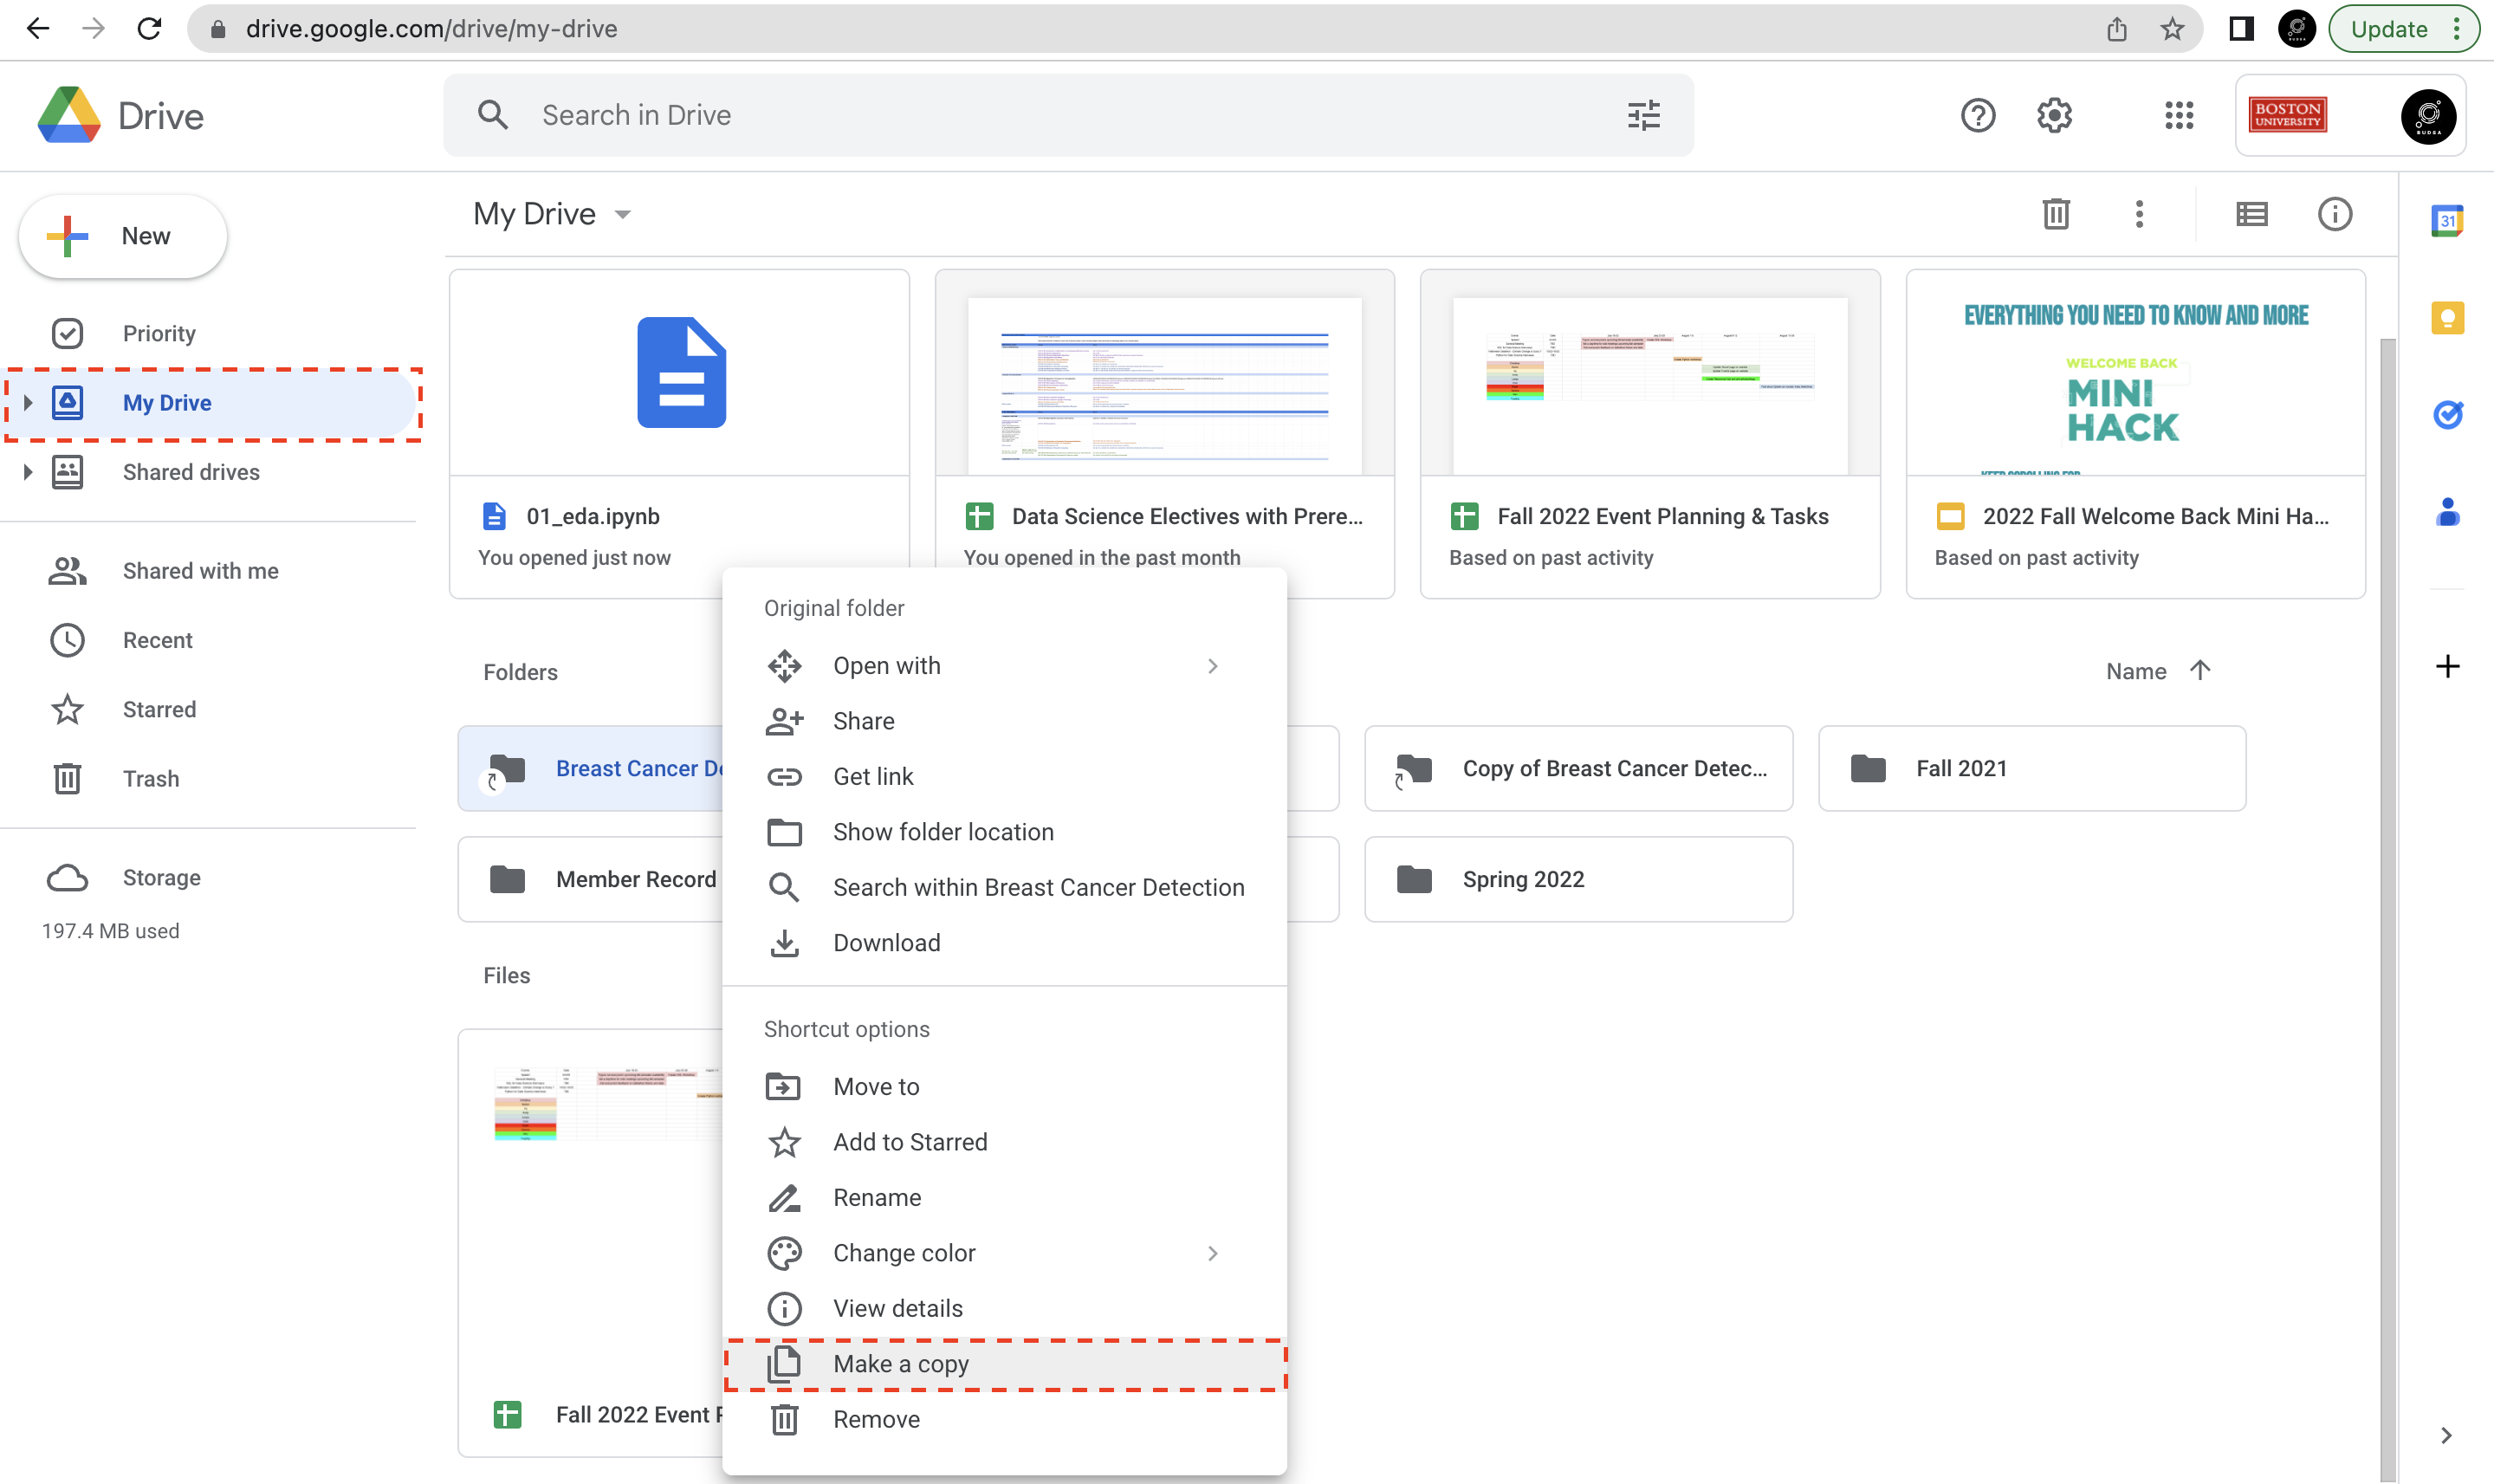 drive.google.com/drive/my-drive
Update
Drive
Search in Drive
BOSTON
UNIVERSITY
BUDSA
New
My Drive
31
Priority
My Drive
Shared drives
Shared with me
Recent
Starred
Trash
Storage
197.4 MB used
EVERYTHING YOU NEED TO KNOW AND MORE
WELCOME BACK
MINI
HACK
01_eda.ipynb
You opened just now
Data Science Electives with Prere...
You opened in the past month
Fall 2022 Event Planning & Tasks
Based on past activity
2022 Fall Welcome Back Mini Ha...
Based on past activity
Folders
Name
Breast Cancer De
Copy of Breast Cancer Detec...
Fall 2021
Member Record
Spring 2022
Files
Fall 2022 Event P
Original folder
Open with
Share
Get link
Show folder location
Search within Breast Cancer Detection
Download
Shortcut options
Move to
Add to Starred
Rename
Change color
View details
Make a copy
Remove